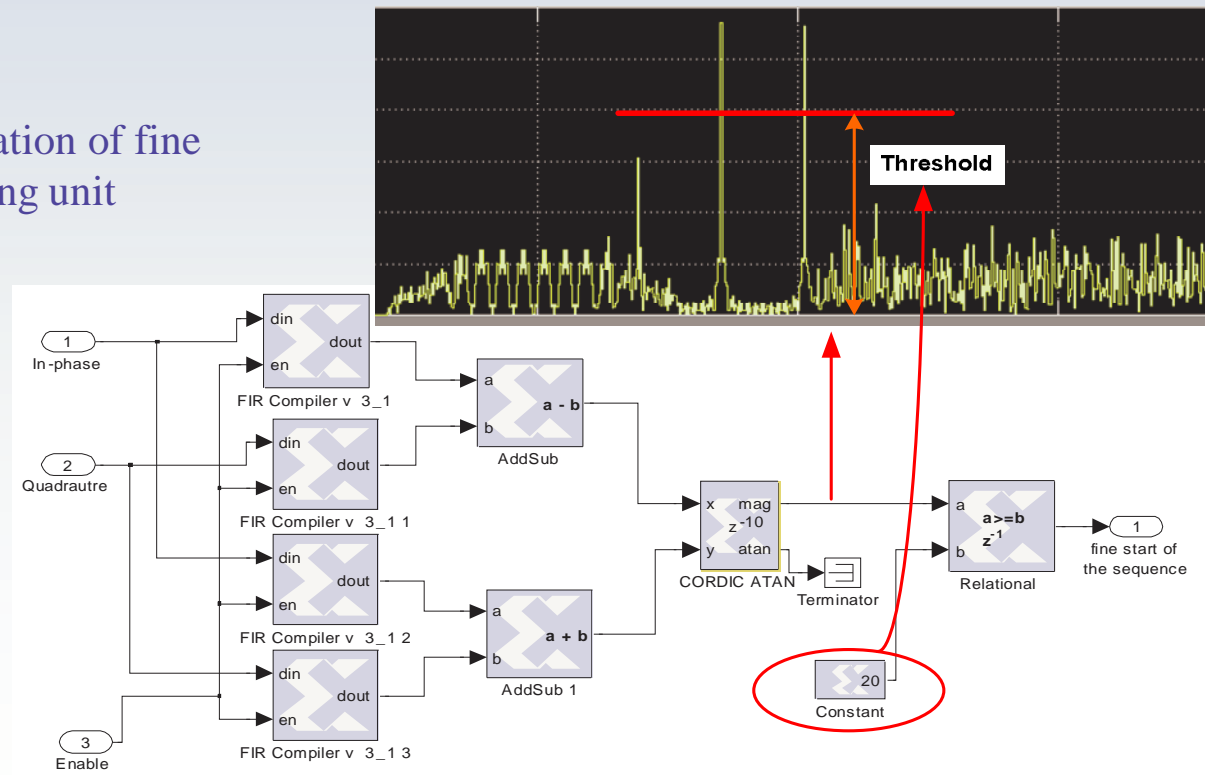 ation of fine
ng unit
Threshold
1
In-phase
din
en
dout
FIR Compiler v 3_1
2
Quadrautre
din
en
dout
FIR Compiler v 3_1 1
din
en
dout
FIR Compiler v 3_1 2
din
en
dout
FIR Compiler v 3_1 3
3
Enable
a
b
a - b
AddSub
a
b
a + b
AddSub 1
x
y
mag
z-10
atan
CORDIC ATAN
Terminator
a
b
a>=b
z-1
Relational
1
fine start of
the sequence
20
Constant